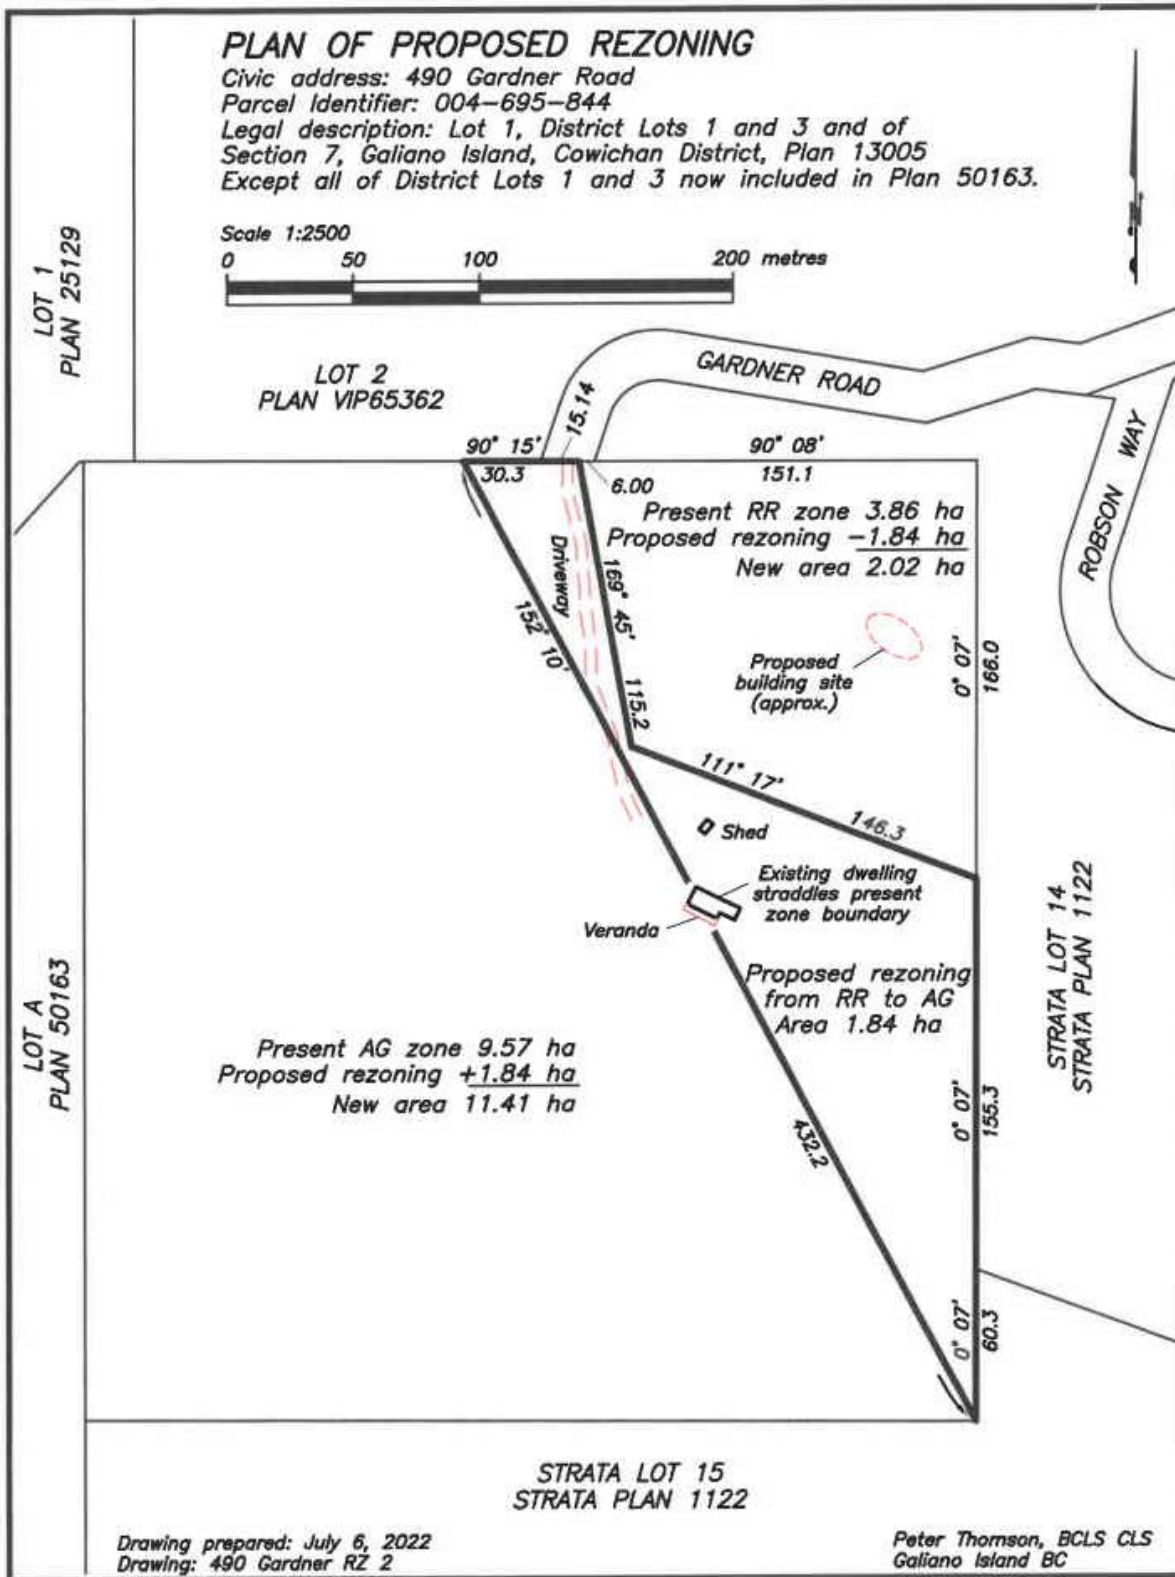 PLAN OF PROPOSED REZONING
Civic address: 490 Gardner Road
Parcel Identifier: 004-695-844
Legal description: Lot 1, District Lots 1 and 3 and of
Section 7, Galiano Island, Cowichan District, Plan 13005
Except all of District Lots 1 and 3 now included in Plan 50163.
Scale 1:2500
0 50 100 200 metres
LOT 1
PLAN 25129
LOT 2
PLAN VIP65362
GARDNER ROAD
ROBSON WAY
15.14
90° 15'
30.3
6.00
90° 08'
151.1
Present RR zone 3.86 ha
Proposed rezoning -1.84 ha
New area 2.02 ha
Driveway
169° 45'
115.2
152° 10'
Proposed
building site
(approx.)
0° 07'
166.0
111° 17'
146.3
Shed
Existing dwelling
straddles present
zone boundary
Veranda
Proposed rezoning
from RR to AG
Area 1.84 ha
STRATA LOT 14
STRATA PLAN 1122
LOT A
PLAN 50163
Present AG zone 9.57 ha
Proposed rezoning +1.84 ha
New area 11.41 ha
432.2
0° 07'
155.3
0° 07'
60.3
STRATA LOT 15
STRATA PLAN 1122
Drawing prepared: July 6, 2022
Drawing: 490 Gardner RZ 2
Peter Thomson, BCLS CLS
Galiano Island BC